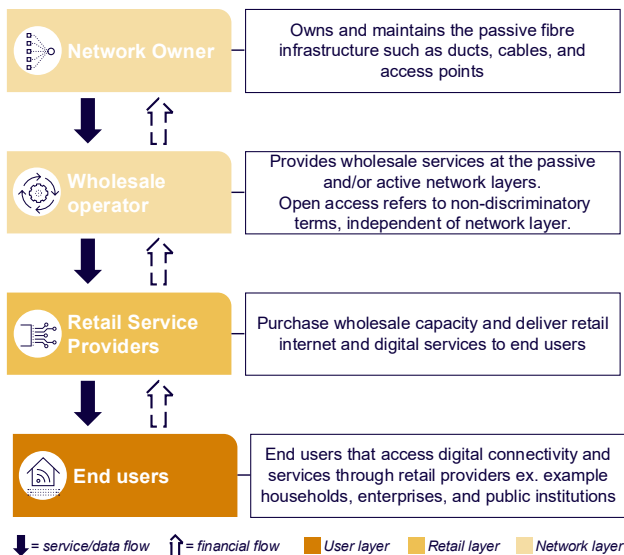 Network Owner
Owns and maintains the passive fibre
infrastructure such as ducts, cables, and
access points
Wholesale
operator
Provides wholesale services at the passive
and/or active network layers.
Open access refers to non-discriminatory
terms, independent of network layer.
Retail Service
Providers
Purchase wholesale capacity and deliver retail
internet and digital services to end users
End users
End users that access digital connectivity and
services through retail providers ex. example
households, enterprises, and public institutions
= service/data flow
= financial flow
User layer
Retail layer
Network layer